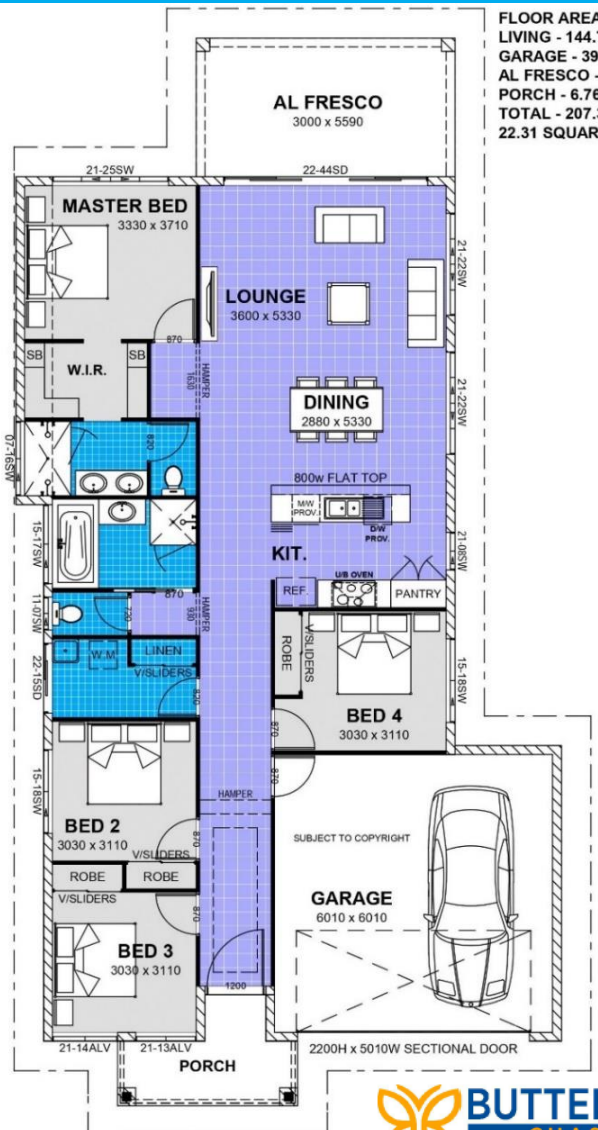 FLOOR AREA
LIVING - 144.
GARAGE - 39
AL FRESCO -
PORCH - 6.76
TOTAL - 207.
22.31 SQUAR
AL FRESCO
3000 x 5590
21-25SW
22-44SD
MASTER BED
3330 x 3710
LOUNGE
3600 x 5330
21-22SW
870
SB
W.I.R.
SB
HAMPER
1630
DINING
2880 x 5330
21-22SW
07-16SW
820
800w FLAT TOP
M/W
PROV.
D/W
PROV.
15-17SW
21-08SW
KIT.
U/B OVEN
REF.
PANTRY
870
11-07SW
720
HAMPER
930
W.M
LINEN
V/SLIDERS
ROBE
V/SLIDERS
22-15SD
820
15-18SW
BED 4
3030 x 3110
870
870
15-18SW
BED 2
3030 x 3110
HAMPER
870
V/SLIDERS
ROBE
ROBE
V/SLIDERS
SUBJECT TO COPYRIGHT
GARAGE
6010 x 6010
870
BED 3
3030 x 3110
1200
21-14ALV
21-13ALV
2200H x 5010W SECTIONAL DOOR
PORCH
BUTTE